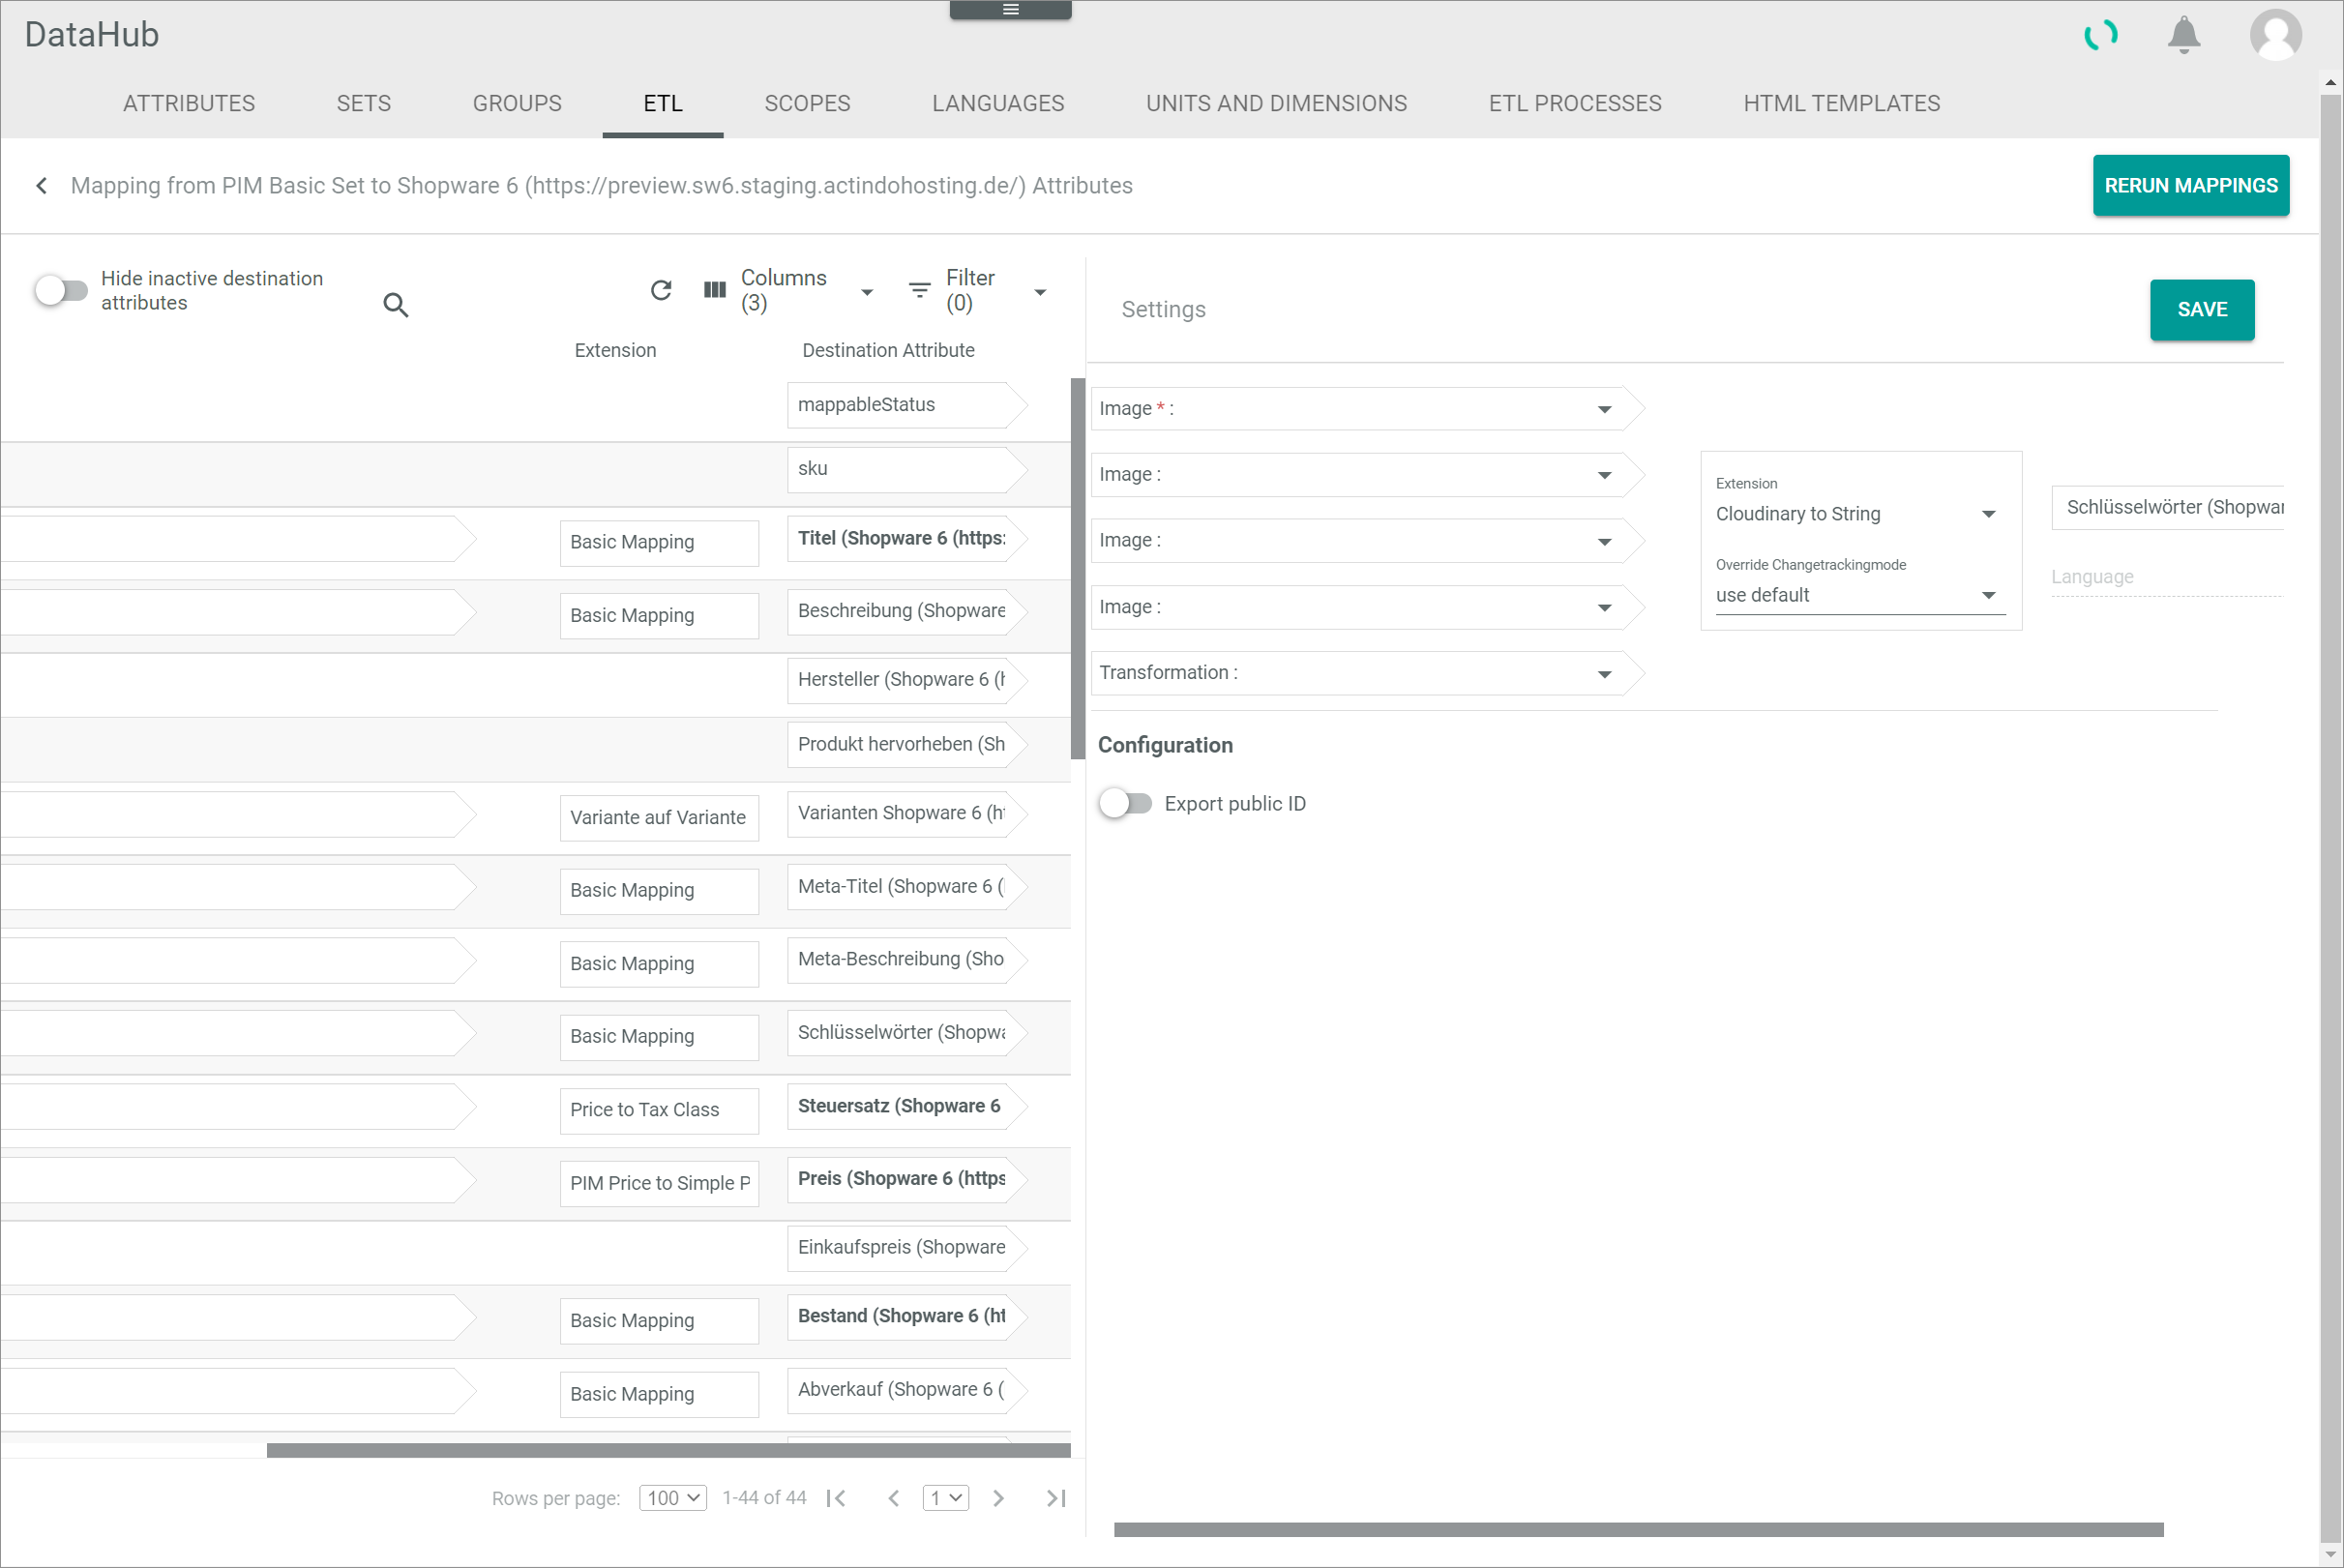 DataHub
ATTRIBUTES SETS GROUPS ETL SCOPES LANGUAGES UNITS AND DIMENSIONS ETL PROCESSES HTML TEMPLATES
Mapping from PIM Basic Set to Shopware 6 (https://preview.sw6.staging.actindohosting.de/) Attributes
RERUN MAPPINGS
Hide inactive destination
attributes
Columns
(3)
Filter
(0)
Extension Destination Attribute
mappableStatus
sku
Basic Mapping Titel (Shopware 6 (https:
Basic Mapping Beschreibung (Shopware
Hersteller (Shopware 6 (h
Produkt hervorheben (Sh
Variante auf Variante Varianten Shopware 6 (ht
Basic Mapping Meta-Titel (Shopware 6 (
Basic Mapping Meta-Beschreibung (Sho
Basic Mapping Schlüsselwörter (Shopwa
Price to Tax Class Steuersatz (Shopware 6
PIM Price to Simple P Preis (Shopware 6 (https
Einkaufspreis (Shopware
Basic Mapping Bestand (Shopware 6 (ht
Basic Mapping Abverkauf (Shopware 6 (
Rows per page: 100 1-44 of 44 1
Settings
SAVE
Image * :
Image :
Image :
Image :
Transformation :
Extension
Cloudinary to String
Override Changetrackingmode
use default
Schlüsselwörter (Shopwar
Language
Configuration
Export public ID